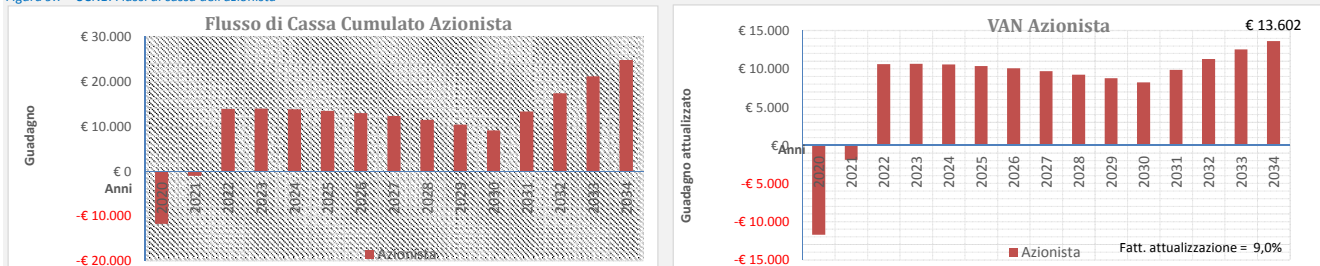 Flusso di Cassa Cumulato Azionista
€ 30.000
€ 20.000
€ 10.000
€ 0
-€ 10.000
-€ 20.000
Guadagno
Anni
2020 2021 2022 2023 2024 2025 2026 2027 2028 2029 2030 2031 2032 2033 2034
Azionista
VAN Azionista
€ 13.602
€ 15.000
€ 10.000
€ 5.000
€ 0
-€ 5.000
-€ 10.000
-€ 15.000
Guadagno attualizzato
Anni
2020 2021 2022 2023 2024 2025 2026 2027 2028 2029 2030 2031 2032 2033 2034
Azionista
Fatt. attualizzazione = 9,0%